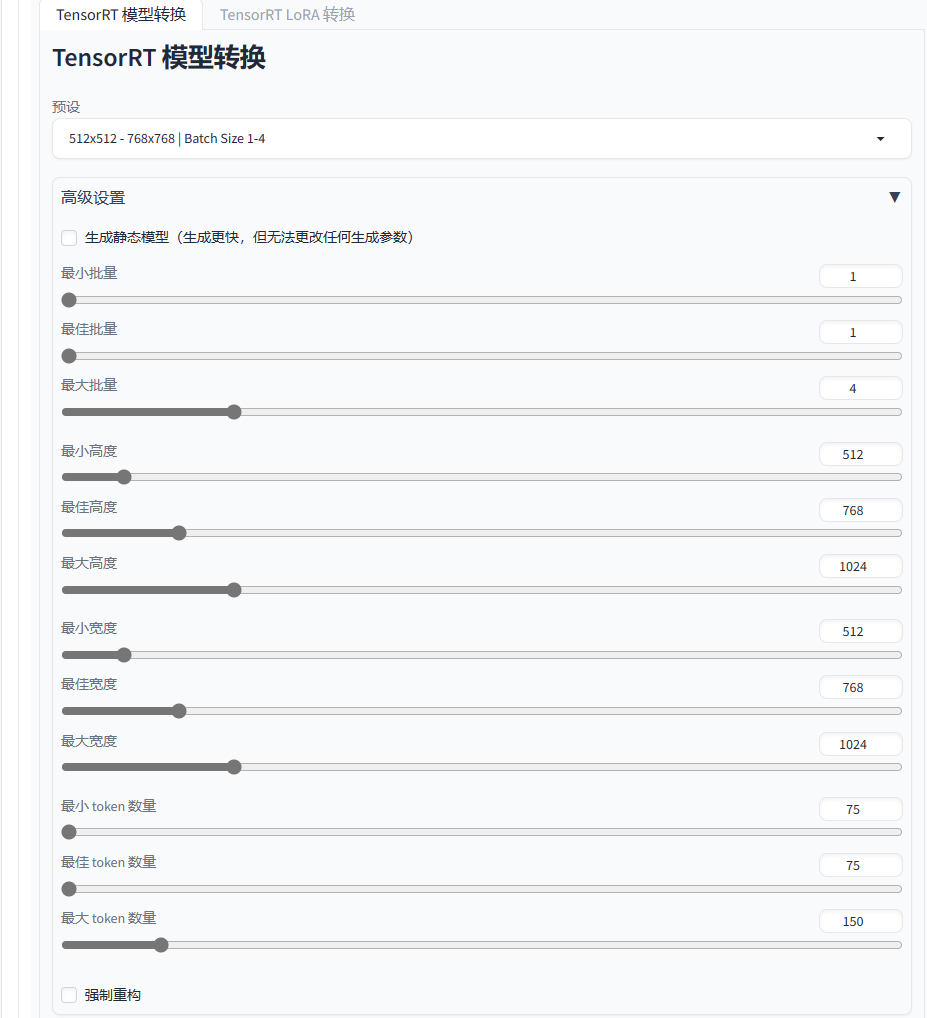 TensorRT 模型转换
TensorRT LoRA 转换
TensorRT 模型转换
预设
512x512 - 768x768 | Batch Size 1-4
高级设置
生成静态模型（生成更快，但无法更改任何生成参数）
最小批量
1
最佳批量
1
最大批量
4
最小高度
512
最佳高度
768
最大高度
1024
最小宽度
512
最佳宽度
768
最大宽度
1024
最小 token 数量
75
最佳 token 数量
75
最大 token 数量
150
强制重构